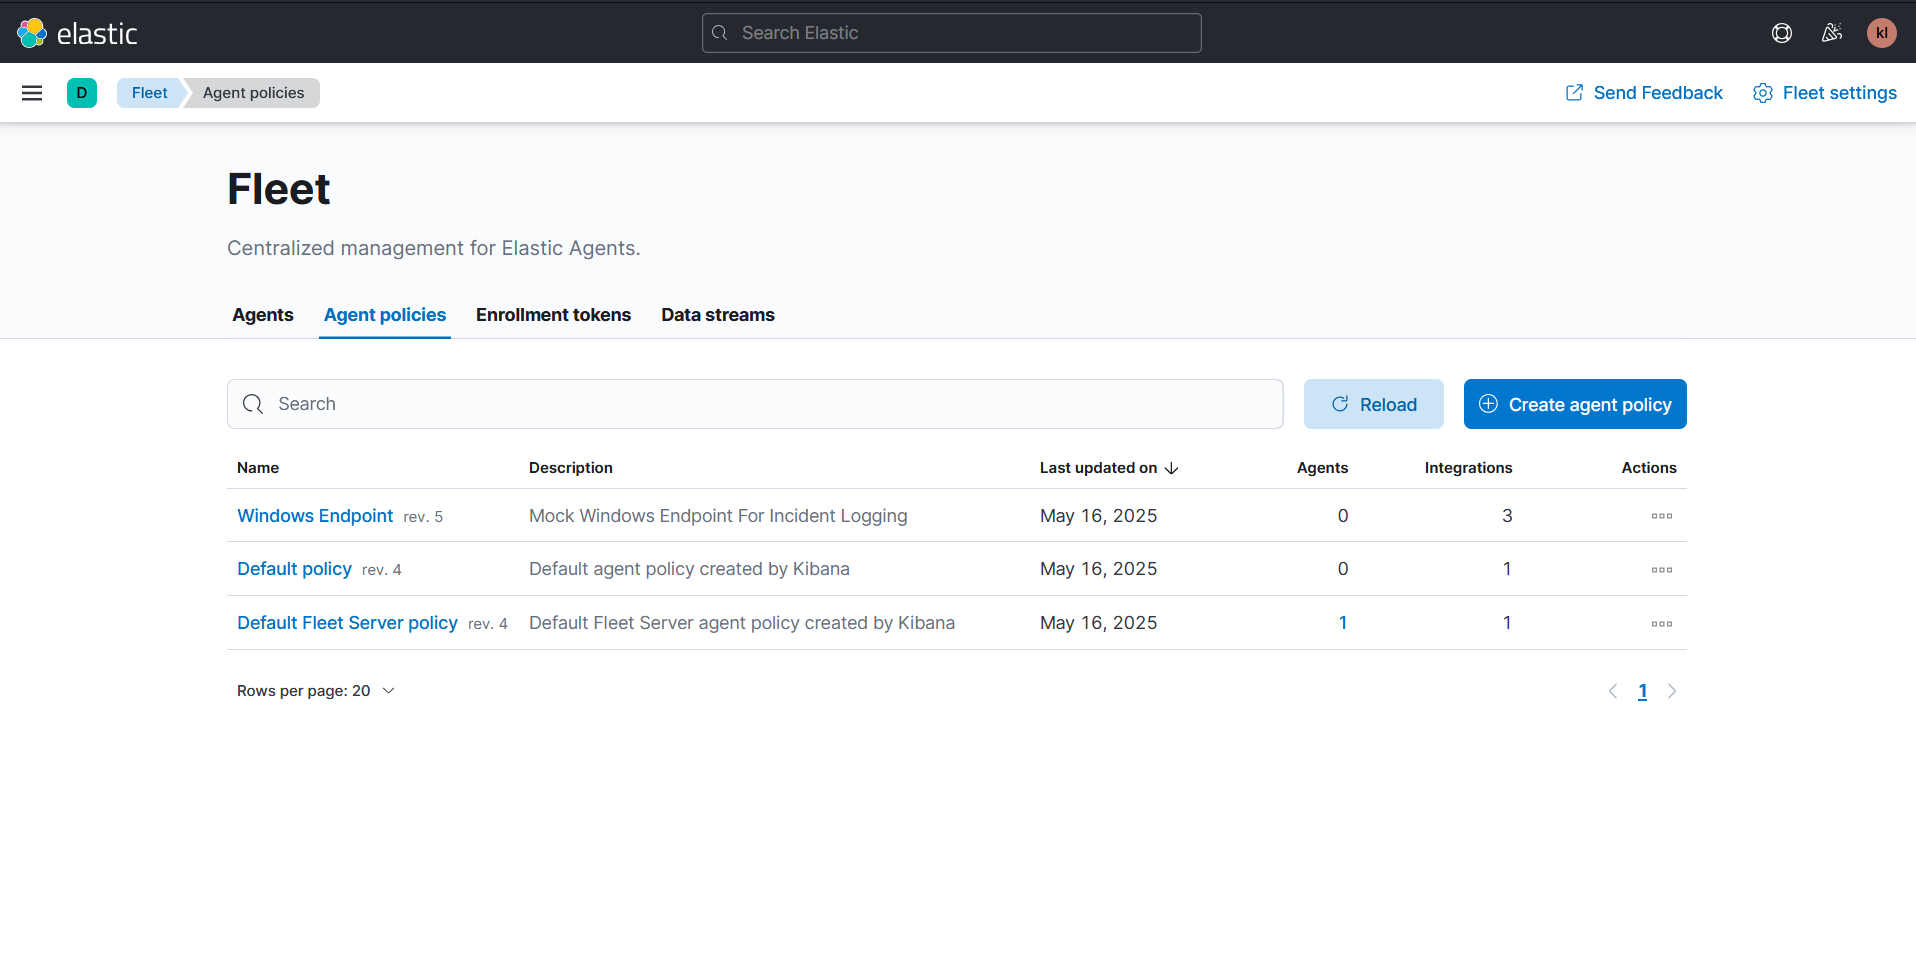 elastic
Search Elastic
kl
D
Fleet
Agent policies
Send Feedback
Fleet settings
Fleet
Centralized management for Elastic Agents.
Agents
Agent policies
Enrollment tokens
Data streams
Search
Reload
Create agent policy
Name Description Last updated on Agents Integrations Actions
Windows Endpoint rev. 5 Mock Windows Endpoint For Incident Logging May 16, 2025 0 3
Default policy rev. 4 Default agent policy created by Kibana May 16, 2025 0 1
Default Fleet Server policy rev. 4 Default Fleet Server agent policy created by Kibana May 16, 2025 1 1
Rows per page: 20
1